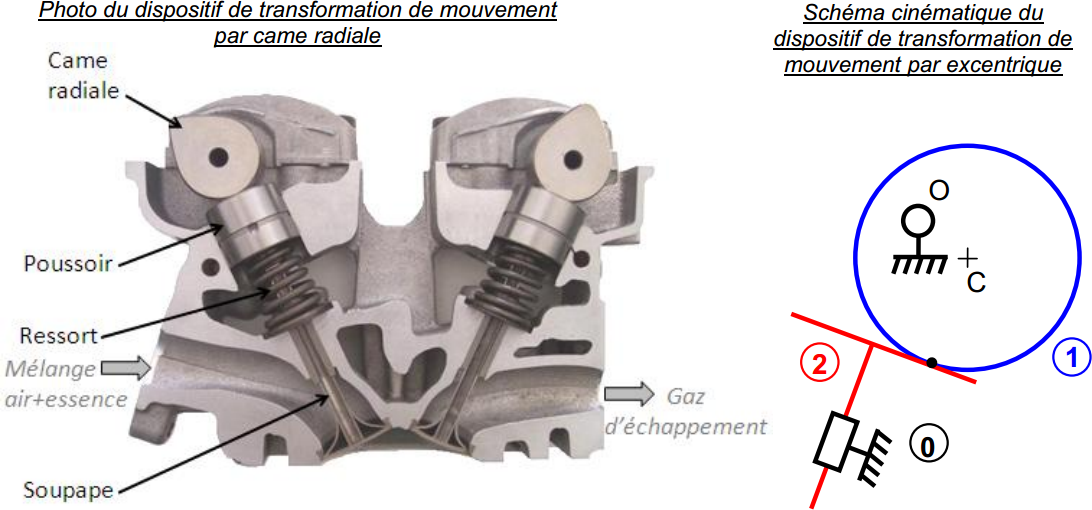 Photo du dispositif de transformation de mouvement
par came radiale
Came
radiale
Poussoir
Ressort
Mélange
air+essence
Soupape
Gaz
d’échappement
Schéma cinématique du
dispositif de transformation de
mouvement par excentrique
O
C
2
1
0